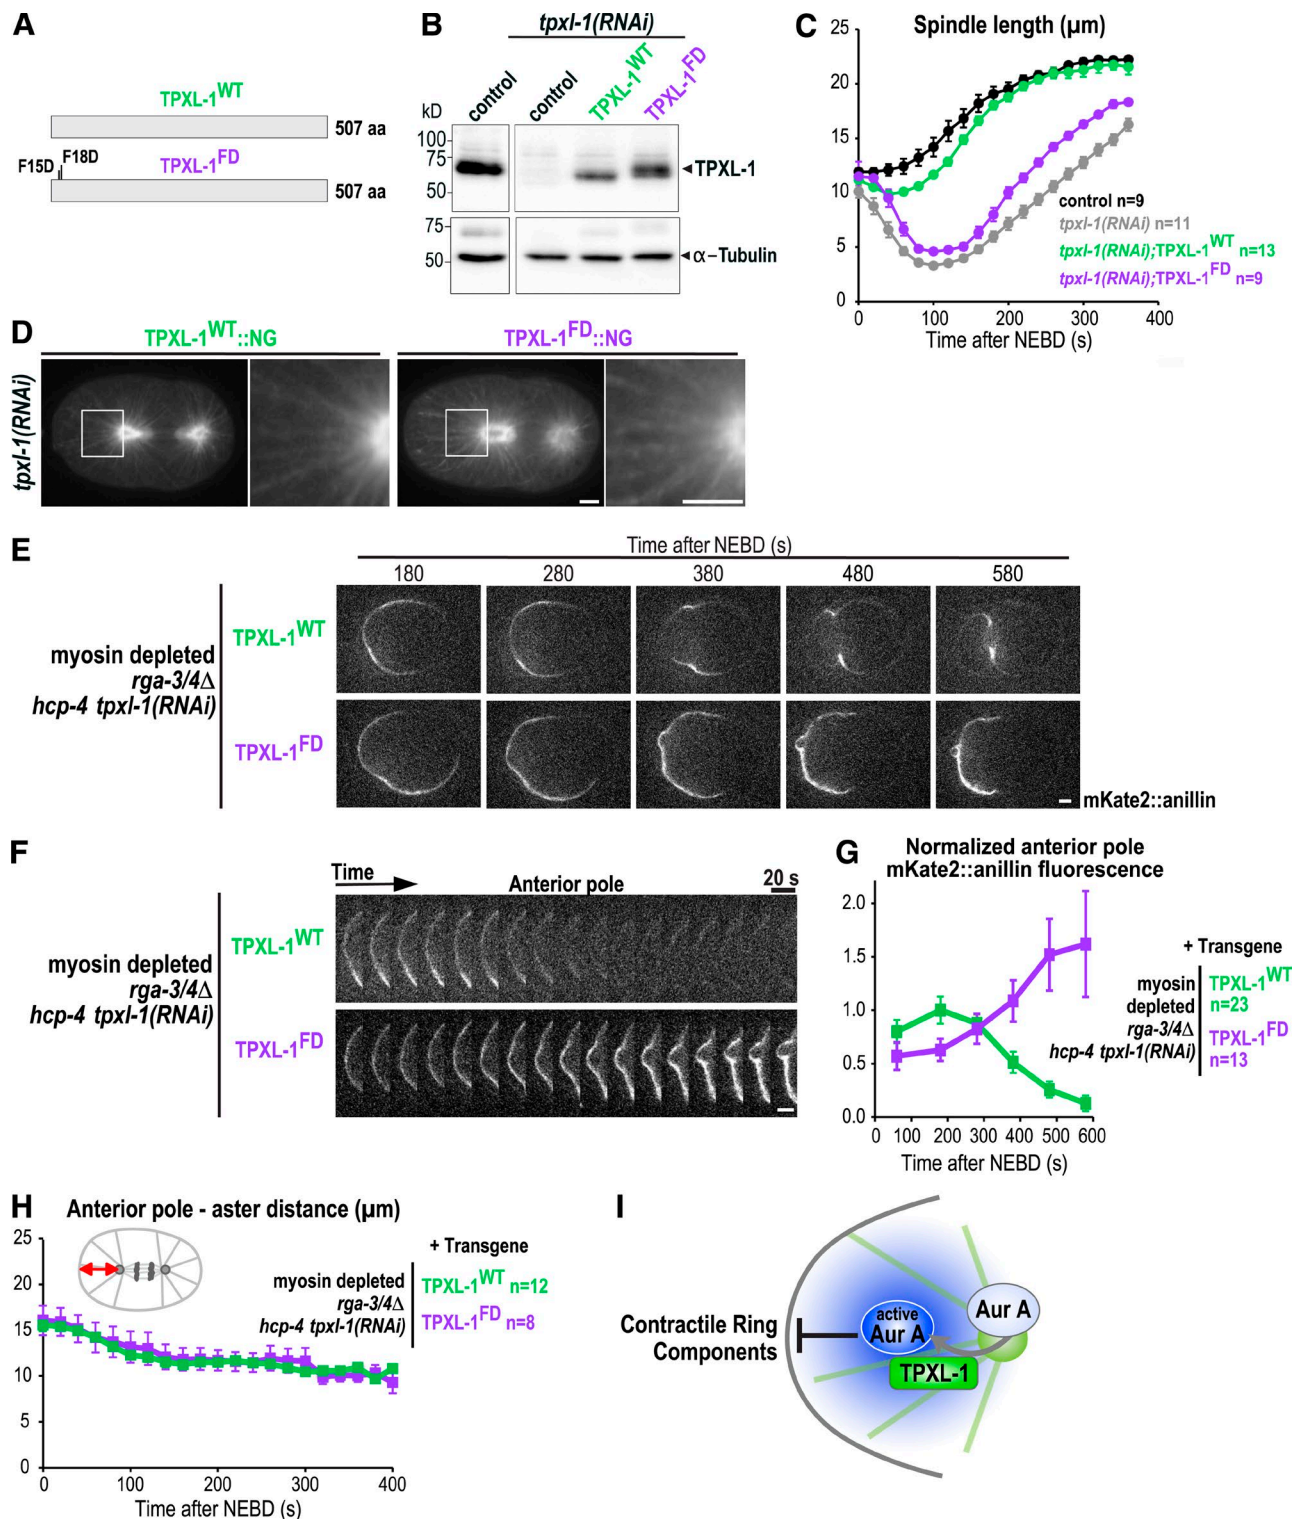 A
TPXL-1WT
507 aa
F15D
F18D
TPXL-1FD
507 aa
B
tpxl-1(RNAi)
control
control
TPXL-1WT
TPXL-1FD
kD
100
75
50
TPXL-1
75
50
α–Tubulin
C
Spindle length (µm)
25
20
15
10
5
0
0
100
200
300
400
Time after NEBD (s)
control n=9
tpxl-1(RNAi) n=11
tpxl-1(RNAi);TPXL-1WT n=13
tpxl-1(RNAi);TPXL-1FD n=9
D
TPXL-1WT::NG
TPXL-1FD::NG
tpxl-1(RNAi)
E
Time after NEBD (s)
180
280
380
480
580
myosin depleted
rga-3/4Δ
hcp-4 tpxl-1(RNAi)
TPXL-1WT
TPXL-1FD
mKate2::anillin
F
Time
Anterior pole
20 s
myosin depleted
rga-3/4Δ
hcp-4 tpxl-1(RNAi)
TPXL-1WT
TPXL-1FD
G
Normalized anterior pole
mKate2::anillin fluorescence
2.0
1.5
1.0
0.5
0.0
0 100 200 300 400 500 600
Time after NEBD (s)
+ Transgene
myosin
depleted
rga-3/4Δ
hcp-4 tpxl-1(RNAi)
TPXL-1WT
n=23
TPXL-1FD
n=13
H
Anterior pole - aster distance (µm)
25
20
15
10
5
0
0
100
200
300
400
Time after NEBD (s)
+ Transgene
myosin depleted
rga-3/4Δ
hcp-4 tpxl-1(RNAi)
TPXL-1WT n=12
TPXL-1FD n=8
I
Contractile Ring
Components
active
Aur A
Aur A
TPXL-1